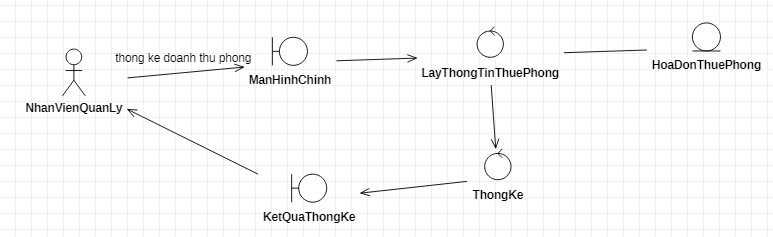 thong ke doanh thu phong
ManHinhChinh
LayThongTinThuePhong
HoaDonThuePhong
NhanVienQuanLy
KetQuaThongKe
ThongKe